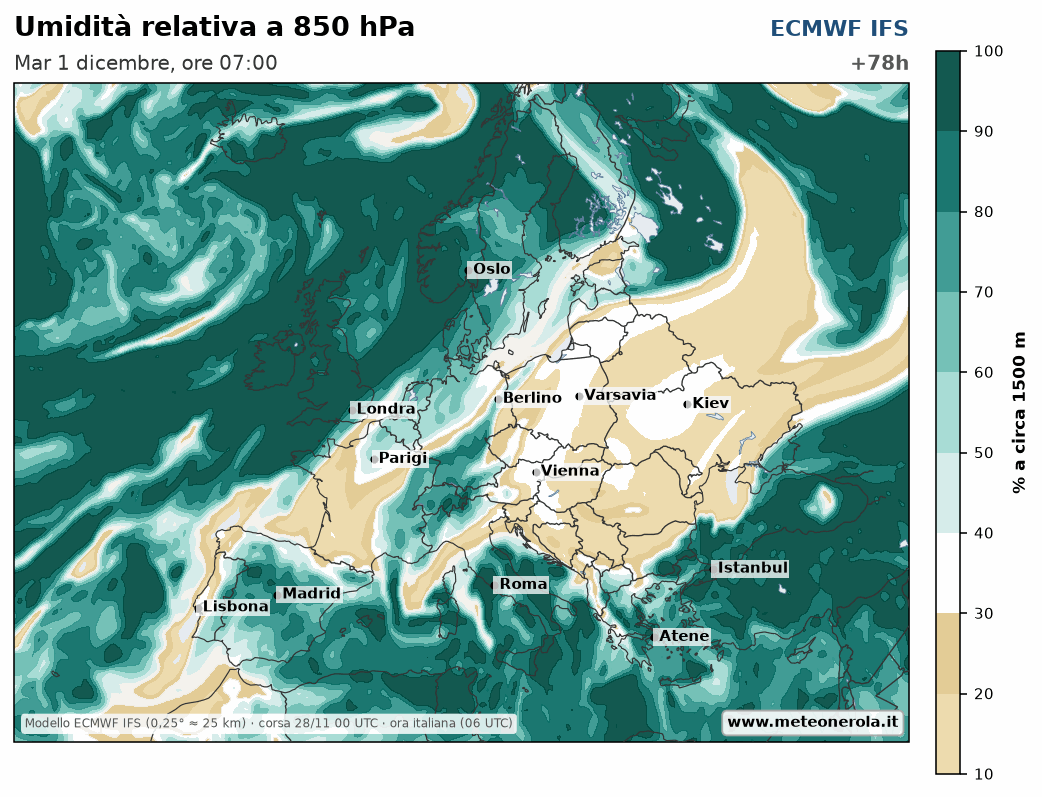 Umidità relativa a 850 hPa
ECMWF IFS
Mar 1 dicembre, ore 07:00
+78h
100
90
80
70
60
50
40
30
20
10
% a circa 1500 m
Oslo
Berlino
Varsavia
Kiev
Londra
Parigi
Vienna
Istanbul
Roma
Madrid
Lisbona
Atene
Modello ECMWF IFS (0,25° ≈ 25 km) · corsa 28/11 00 UTC · ora italiana (06 UTC)
www.meteonerola.it